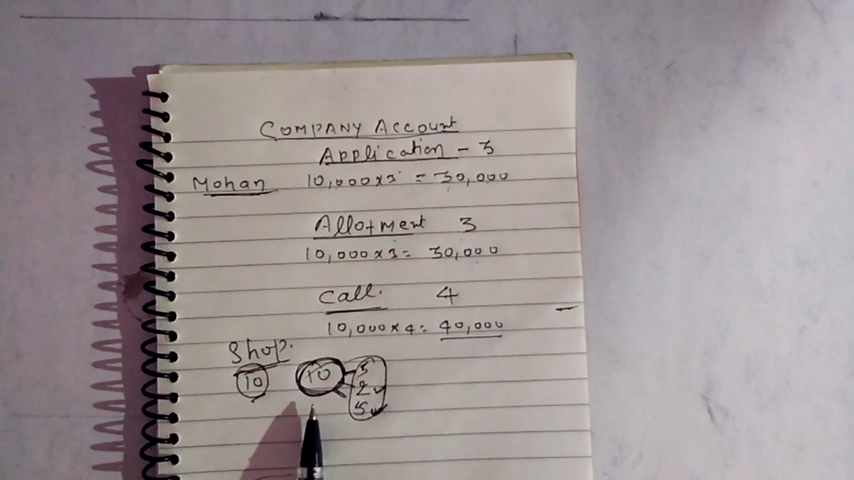 COMPANY ACCOUNT
Application - 3
Mohan 10,000x3 = 30,000
Allotment 3
10,000x3= 30,000
Call. 4
10,000x4= 40,000
Shop.
10 10 3
2
5